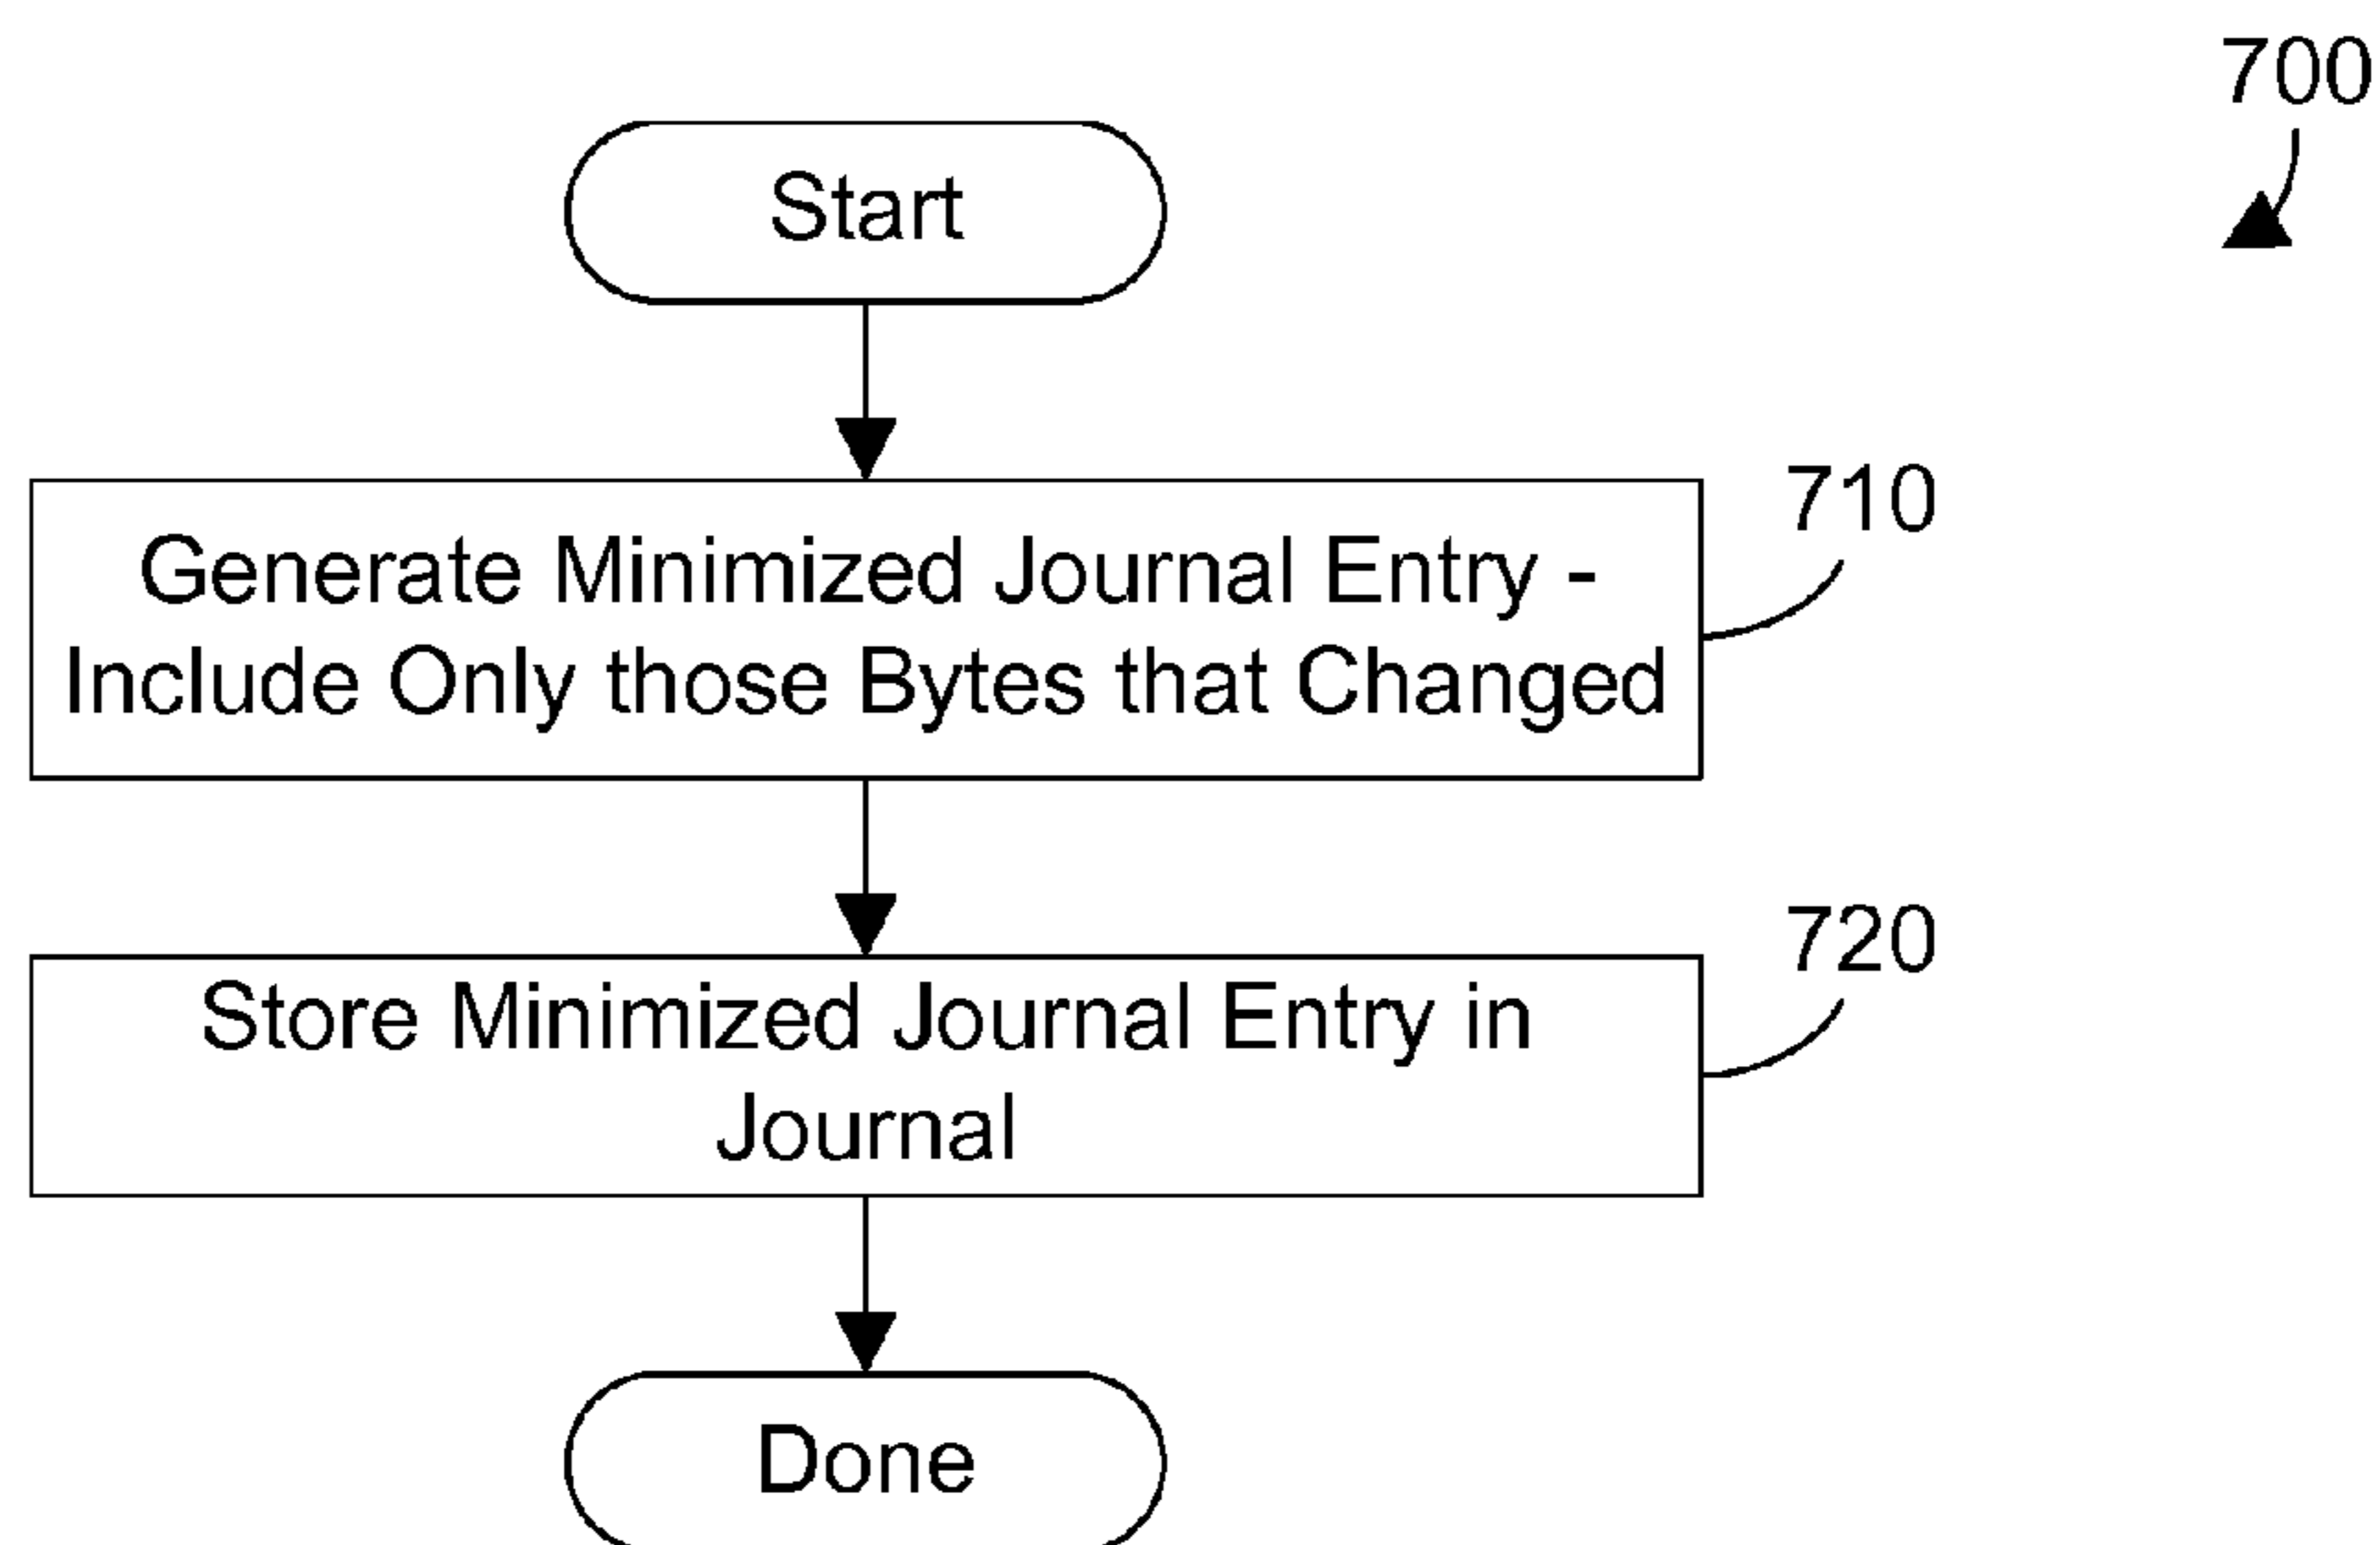 700
Start
710
Generate Minimized Journal Entry -
Include Only those Bytes that Changed
720
Store Minimized Journal Entry in
Journal
Done